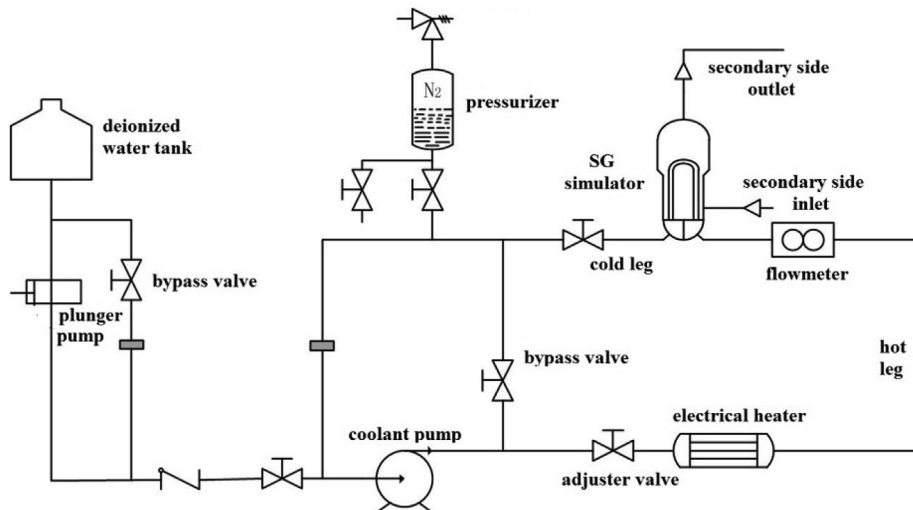 N2
pressurizer
secondary side
outlet
deionized
water tank
SG
simulator
secondary side
inlet
bypass valve
cold leg
flowmeter
plunger
pump
bypass valve
hot
leg
coolant pump
electrical heater
adjuster valve